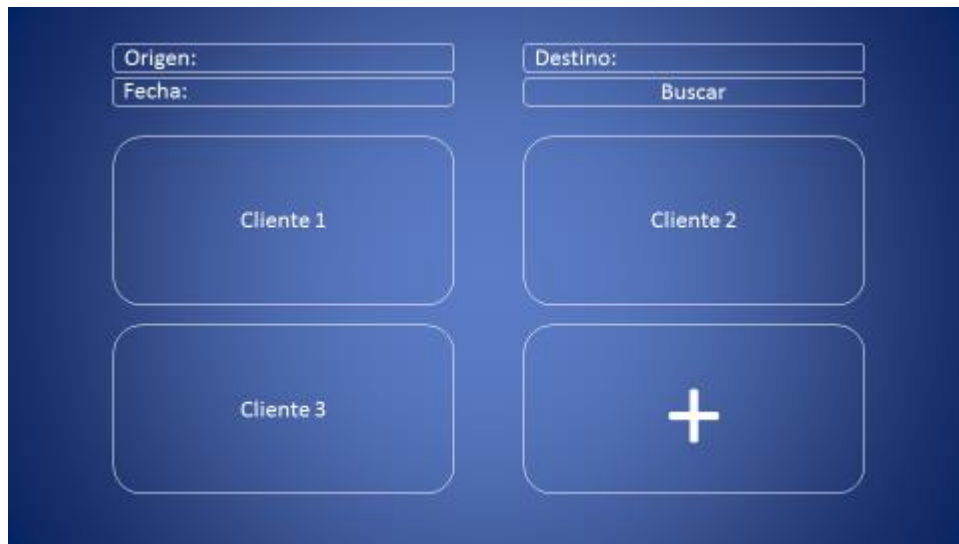 Origen:
Destino:
Fecha:
Buscar
Cliente 1
Cliente 2
Cliente 3
+